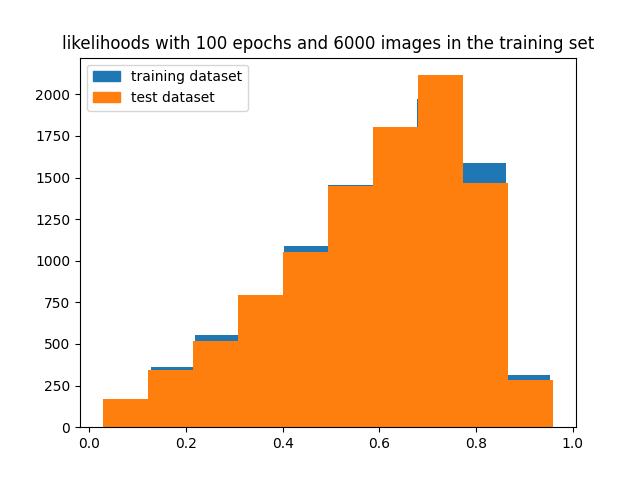 likelihoods with 100 epochs and 6000 images in the training set
training dataset
test dataset
2000
1750
1500
1250
1000
750
500
250
0
0.0 0.2 0.4 0.6 0.8 1.0